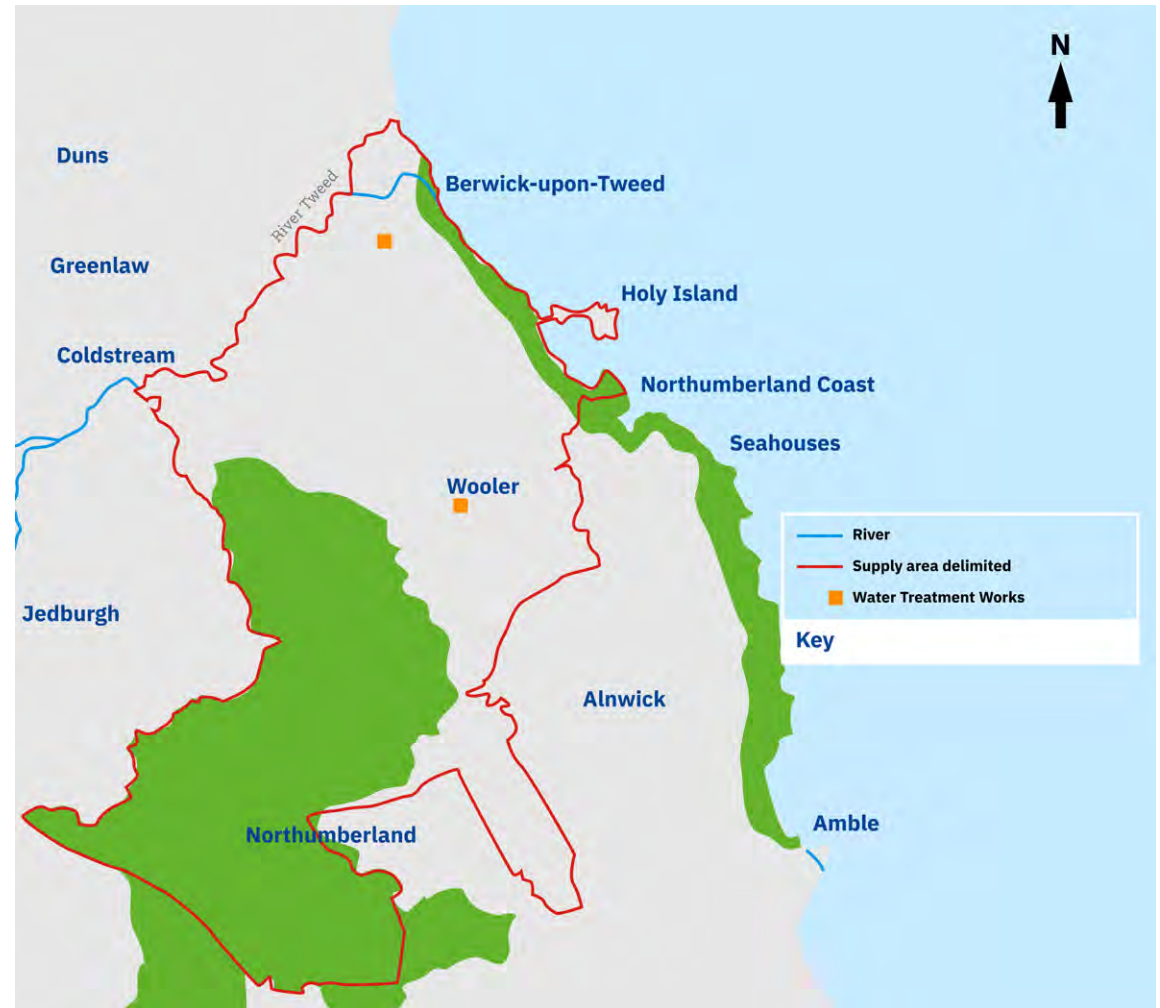 N
Duns
Berwick-upon-Tweed
River Tweed
Greenlaw
Holy Island
Coldstream
Northumberland Coast
Seahouses
Wooler
River
Supply area delimited
Water Treatment Works
Key
Jedburgh
Alnwick
Amble
Northumberland